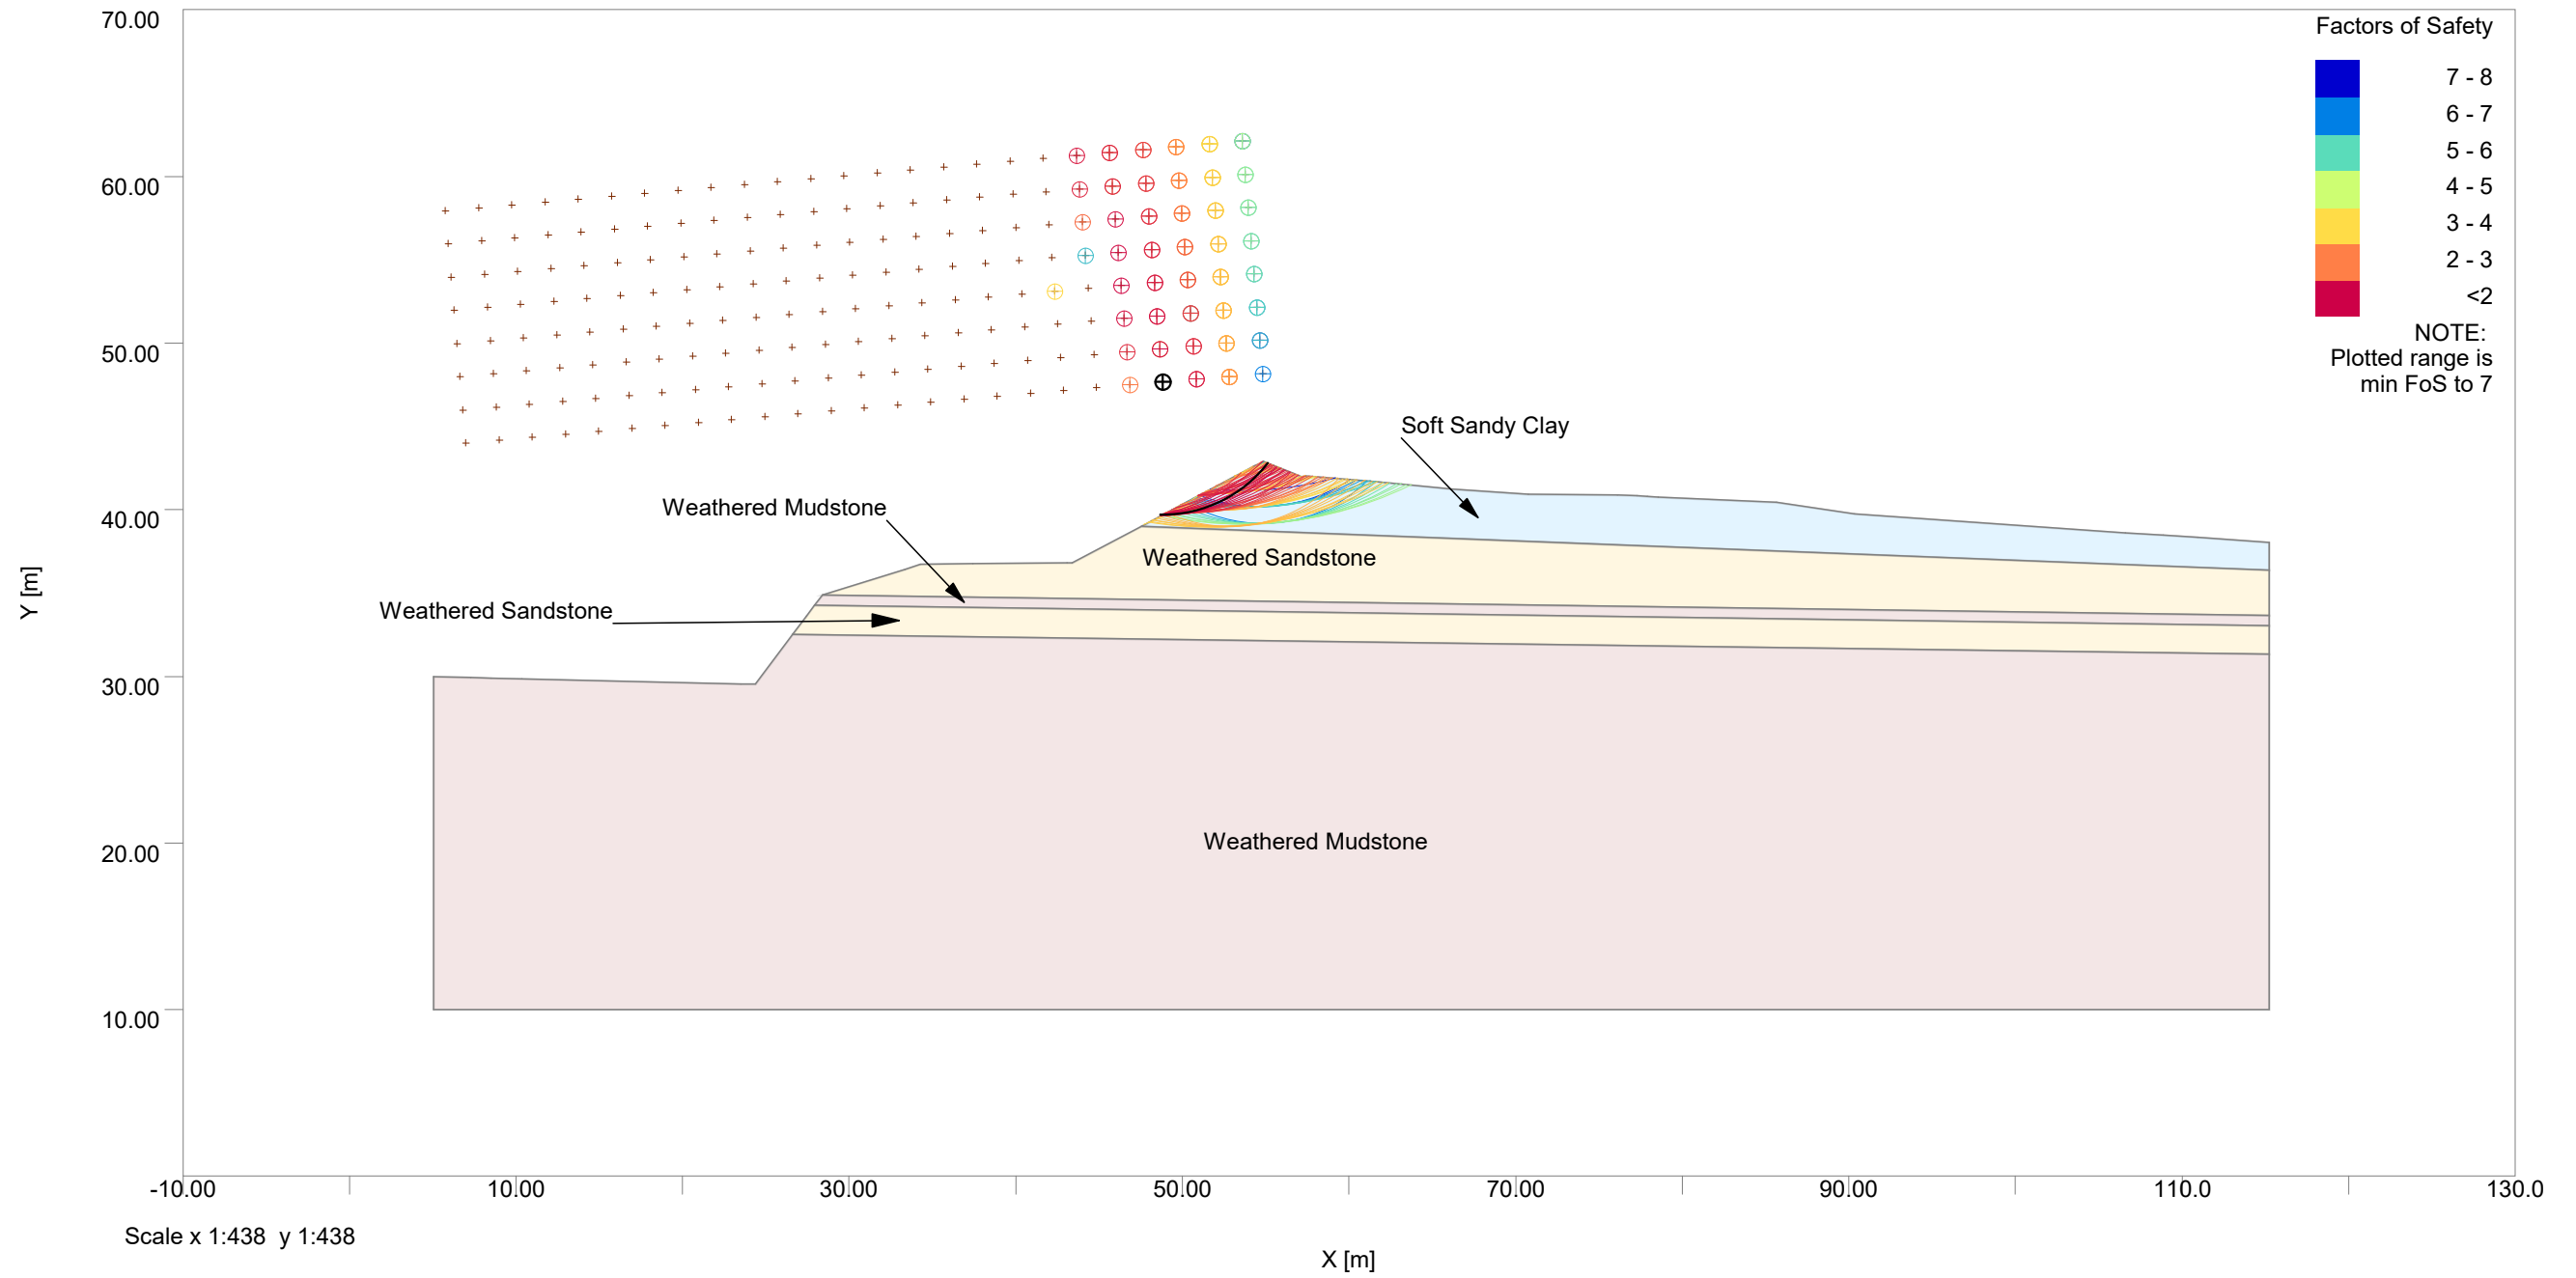 70.00
Factors of Safety
7 - 8
6 - 7
5 - 6
4 - 5
3 - 4
2 - 3
<2
NOTE:
Plotted range is
min FoS to 7
60.00
50.00
40.00
30.00
20.00
10.00
Y [m]
Soft Sandy Clay
Weathered Mudstone
Weathered Sandstone
Weathered Sandstone
Weathered Mudstone
-10.00 10.00 30.00 50.00 70.00 90.00 110.0 130.0
Scale x 1:438 y 1:438
X [m]